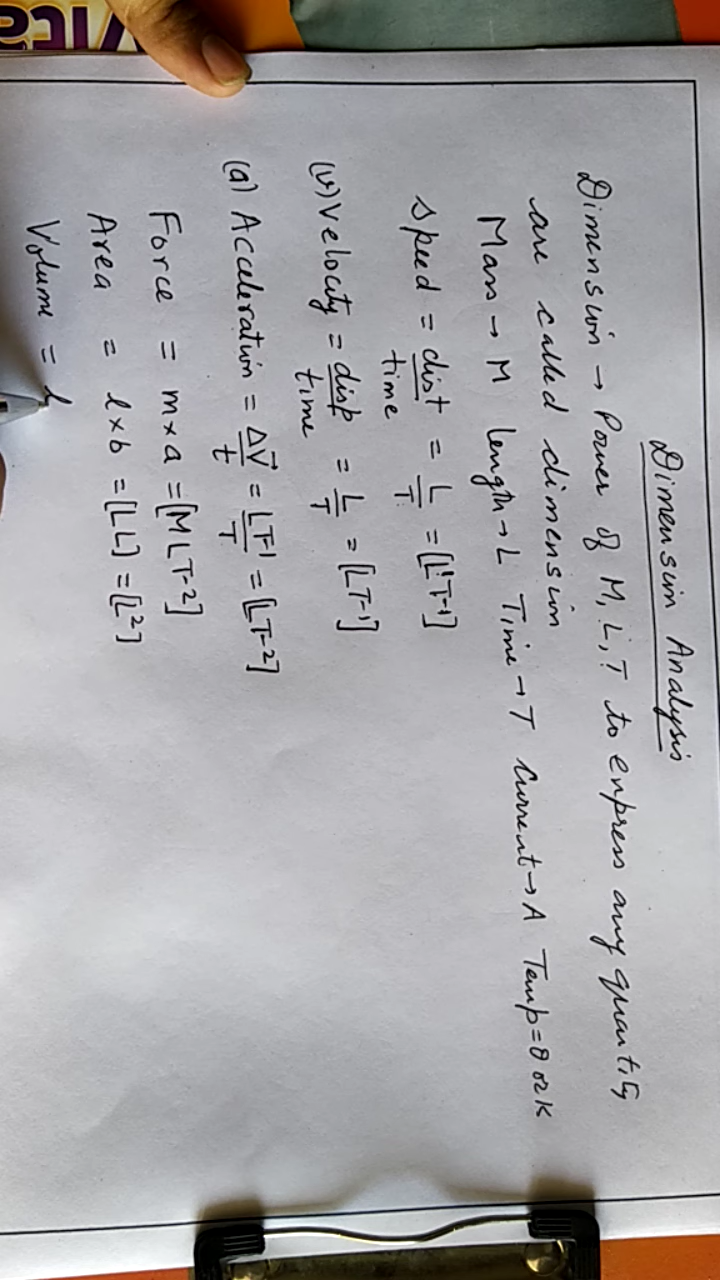 Vita
Dimension Analysis
Dimension → Power of M, L, T to enpress any quantity
are called dimension
Mass → M length → L Time → T Current → A Temp = θ or K
Speed = dist/time = L/T = [L¹T-1]
(v) Velocity = disp/time = L/T = [LT-1]
(a) Acceleration = ΔV⃗/t = LT-1/T = [LT-2]
Force = m×a = [MLT-2]
Area = l×b = [LL] = [L²]
Volume = l